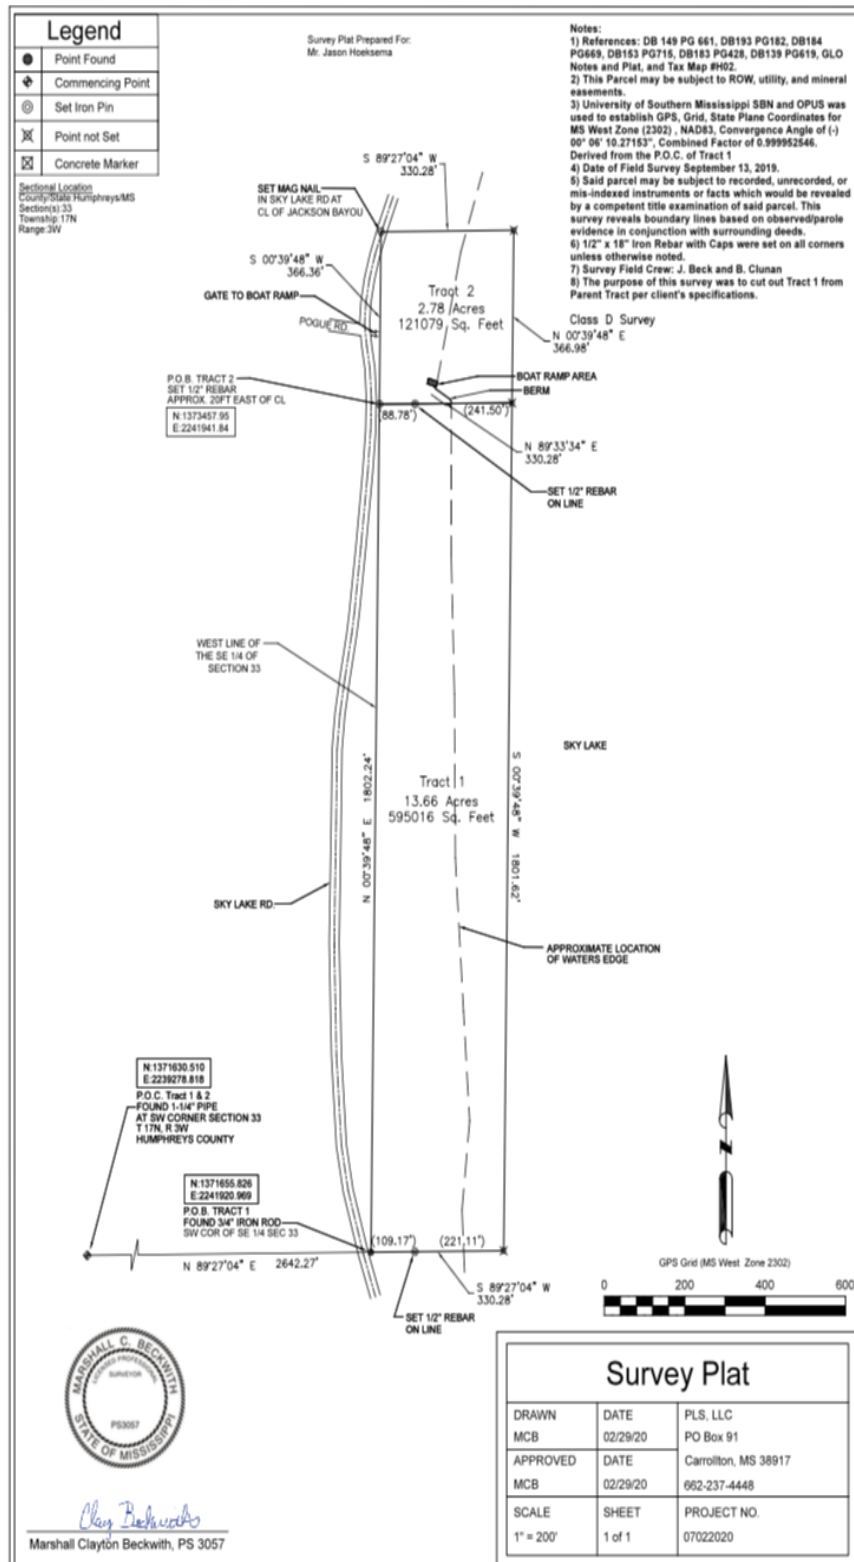 Legend
Point Found
Commencing Point
Set Iron Pin
Point not Set
Concrete Marker
Sectional Location
County/State:Humphreys/MS
Section(s):33
Township:17N
Range:3W
Survey Plat Prepared For:
Mr. Jason Hoeksema
Notes:
1) References: DB 149 PG 661, DB193 PG182, DB184
PG669, DB153 PG715, DB183 PG428, DB139 PG619, GLO
Notes and Plat, and Tax Map #H02.
2) This Parcel may be subject to ROW, utility, and mineral
easements.
3) University of Southern Mississippi SBN and OPUS was
used to establish GPS, Grid, State Plane Coordinates for
MS West Zone (2302) , NAD83, Convergence Angle of (-)
00° 06' 10.27153", Combined Factor of 0.999952546.
Derived from the P.O.C. of Tract 1
4) Date of Field Survey September 13, 2019.
5) Said parcel may be subject to recorded, unrecorded, or
mis-indexed instruments or facts which would be revealed
by a competent title examination of said parcel. This
survey reveals boundary lines based on observed/parole
evidence in conjunction with surrounding deeds.
6) 1/2" x 18" Iron Rebar with Caps were set on all corners
unless otherwise noted.
7) Survey Field Crew: J. Beck and B. Clunan
8) The purpose of this survey was to cut out Tract 1 from
Parent Tract per client's specifications.
Class D Survey
S 89°27'04" W
330.28'
SET MAG NAIL
IN SKY LAKE RD AT
CL OF JACKSON BAYOU
S 00°39'48" W
366.36'
GATE TO BOAT RAMP
POGUE RD.
Tract 2
2.78 Acres
121079 Sq. Feet
N 00°39'48" E
366.98'
BOAT RAMP AREA
BERM
P.O.B. TRACT 2
SET 1/2" REBAR
APPROX. 20FT EAST OF CL
N:1373457.95
E:2241941.84
(88.78')
(241.50')
N 89°33'34" E
330.28'
SET 1/2" REBAR
ON LINE
WEST LINE OF
THE SE 1/4 OF
SECTION 33
SKY LAKE
N 00°39'48" E 1802.24'
Tract 1
13.66 Acres
595016 Sq. Feet
S 00°39'48" W 1801.62'
SKY LAKE RD.
APPROXIMATE LOCATION
OF WATERS EDGE
N:1371630.510
E:2239278.818
P.O.C. Tract 1 & 2
FOUND 1-1/4" PIPE
AT SW CORNER SECTION 33
T 17N, R 3W
HUMPHREYS COUNTY
N:1371655.826
E:2241920.969
P.O.B. TRACT 1
FOUND 3/4" IRON ROD
SW COR OF SE 1/4 SEC 33
(109.17')
(221.11')
N 89°27'04" E 2642.27'
S 89°27'04" W
330.28'
SET 1/2" REBAR
ON LINE
N
GPS Grid (MS West Zone 2302)
0 200 400 600
MARSHALL C. BECKWITH
LICENSED PROFESSIONAL
SURVEYOR
PS3057
STATE OF MISSISSIPPI
Clay Beckwith
Marshall Clayton Beckwith, PS 3057
Survey Plat
DRAWN DATE PLS, LLC
MCB 02/29/20 PO Box 91
APPROVED DATE Carrollton, MS 38917
MCB 02/29/20 662-237-4448
SCALE SHEET PROJECT NO.
1" = 200' 1 of 1 07022020